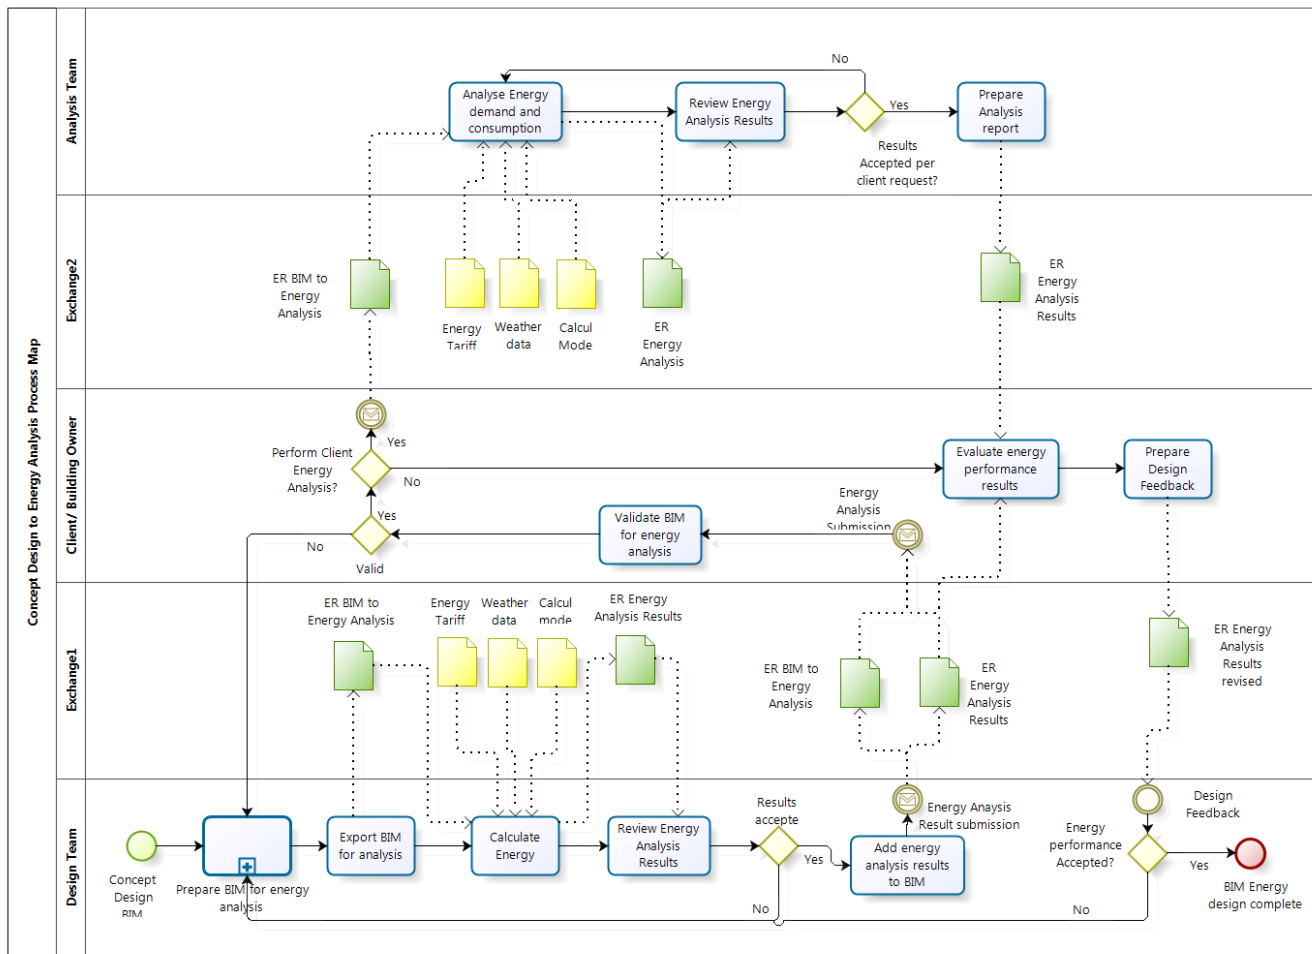 Concept Design to Energy Analysis Process Map
Analysis Team
No
Analyse Energy
demand and
consumption
Review Energy
Analysis Results
Yes
Prepare
Analysis
report
Results
Accepted per
client request?
Exchange2
ER BIM to
Energy
Analysis
Energy
Tariff
Weather
data
Calcul
Mode
ER
Energy
Analysis
ER
Energy
Analysis
Results
Client/ Building Owner
Yes
Perform Client
Energy
Analysis?
No
Evaluate energy
performance
results
Prepare
Design
Feedback
Energy
Analysis
Submission
Yes
Validate BIM
for energy
analysis
No
Valid
Exchange1
ER BIM to
Energy Analysis
Energy
Tariff
Weather
data
Calcul
mode
ER Energy
Analysis Results
ER BIM to
Energy
Analysis
ER
Energy
Analysis
Results
ER Energy
Analysis
Results
revised
Design Team
Concept
Design
BIM
Prepare BIM for energy
analysis
Export BIM
for analysis
Calculate
Energy
Review Energy
Analysis
Results
Results
accepte
Yes
No
Energy Anaysis
Result submission
Add energy
analysis results
to BIM
Design
Feedback
Energy
performance
Accepted?
Yes
No
BIM Energy
design complete